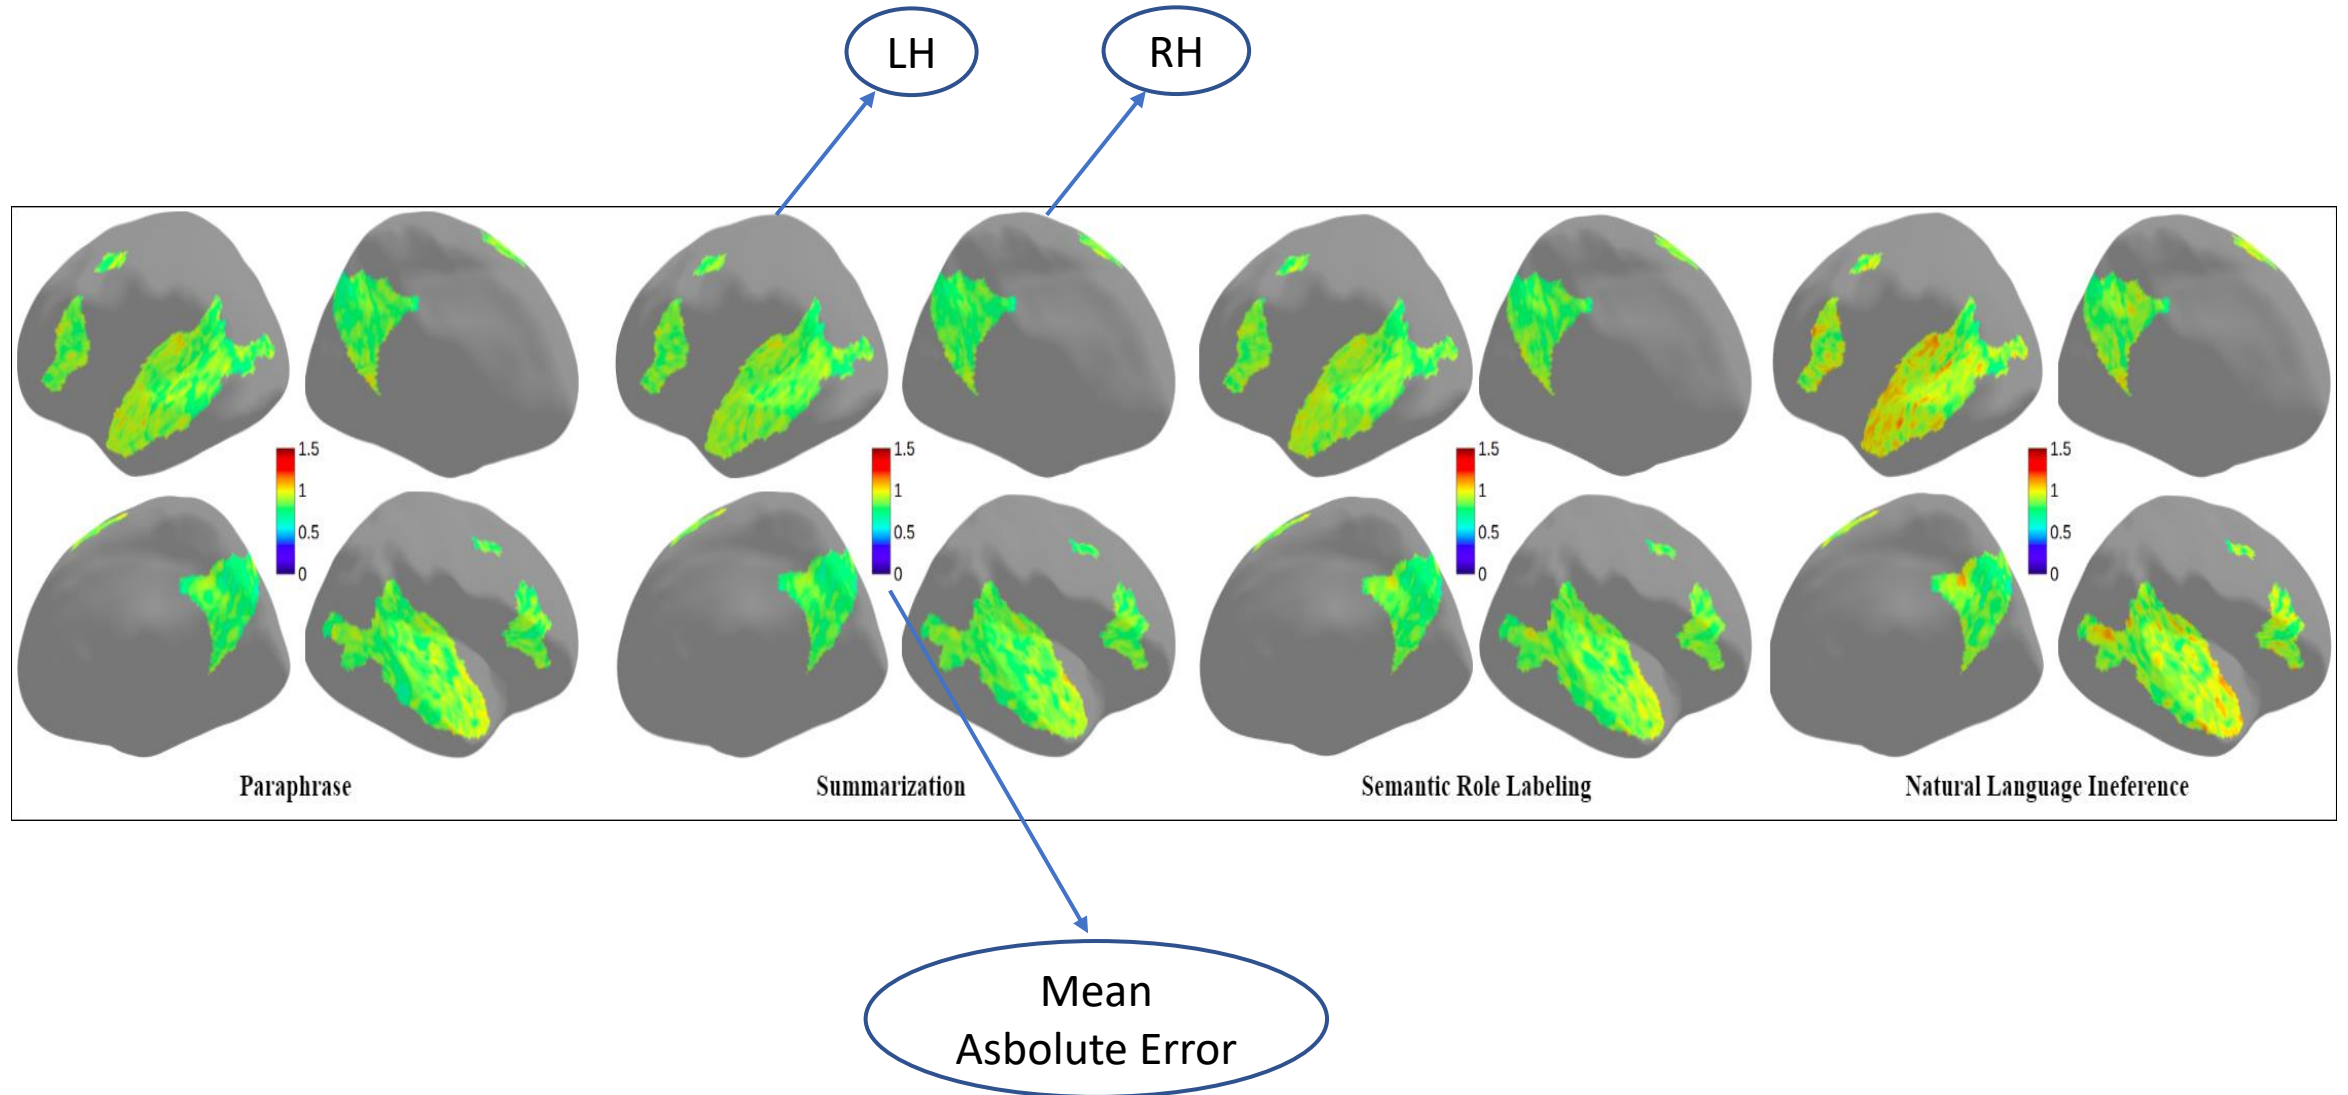 LH
RH
1.5
1
0.5
0
1.5
1
0.5
0
1.5
1
0.5
0
1.5
1
0.5
0
Paraphrase
Summarization
Semantic Role Labeling
Natural Language Ineference
Mean
Asbolute Error